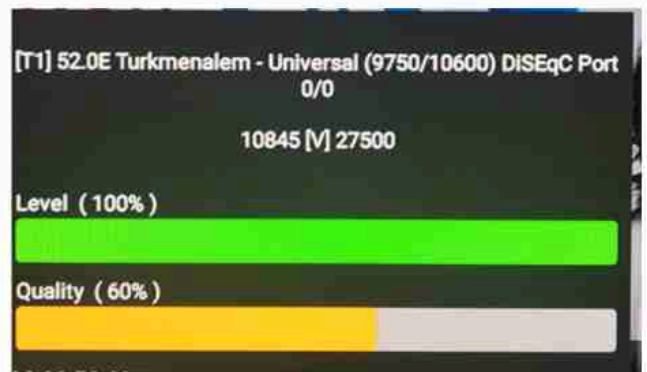 [T1] 52.0E Turkmenalem - Universal (9750/10600) DiSEqC Port
0/0
10845 [V] 27500
Level ( 100% )
Quality ( 60% )